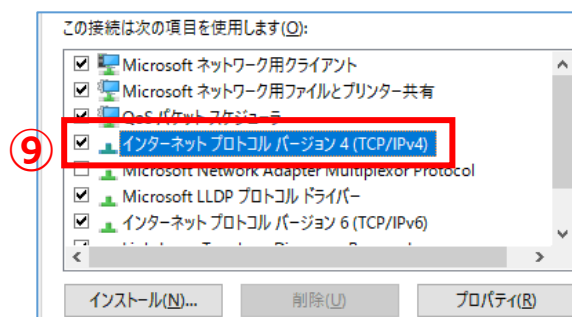 この接続は次の項目を使用します(O):
Microsoft ネットワーク用クライアント
Microsoft ネットワーク用ファイルとプリンター共有
QoS パケット スケジューラ
⑨
インターネット プロトコル バージョン 4 (TCP/IPv4)
Microsoft Network Adapter Multiplexor Protocol
Microsoft LLDP プロトコル ドライバー
インターネット プロトコル バージョン 6 (TCP/IPv6)
インストール(N)... 削除(U) プロパティ(R)